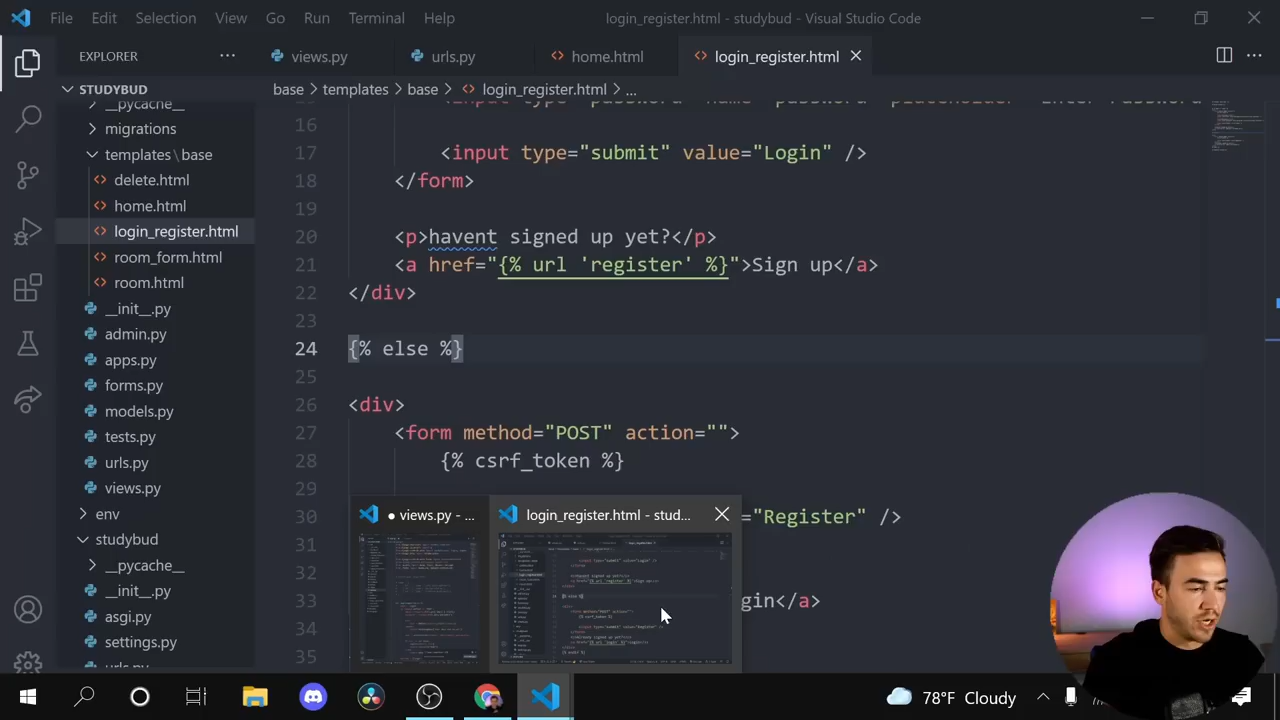 File Edit Selection View Go Run Terminal Help login_register.html - studybud - Visual Studio Code
EXPLORER ··· views.py urls.py home.html login_register.html
STUDYBUD
base > templates > base > login_register.html > ...
__pycache__
migrations
templates\base
delete.html
home.html
login_register.html
room_form.html
room.html
__init__.py
admin.py
apps.py
forms.py
models.py
tests.py
urls.py
views.py
env
studybud
__pycache__
__init__.py
asgi.py
settings.py
urls.py
16
17 <input type="submit" value="Login" />
18 </form>
19
20 <p>havent signed up yet?</p>
21 <a href="{% url 'register' %}">Sign up</a>
22 </div>
23
24 {% else %}
25
26 <div>
27 <form method="POST" action="">
28 {% csrf_token %}
29
30 ="Register" />
31
32
33 gin</a>
34
35
views.py - ... login_register.html - stud...
78°F Cloudy